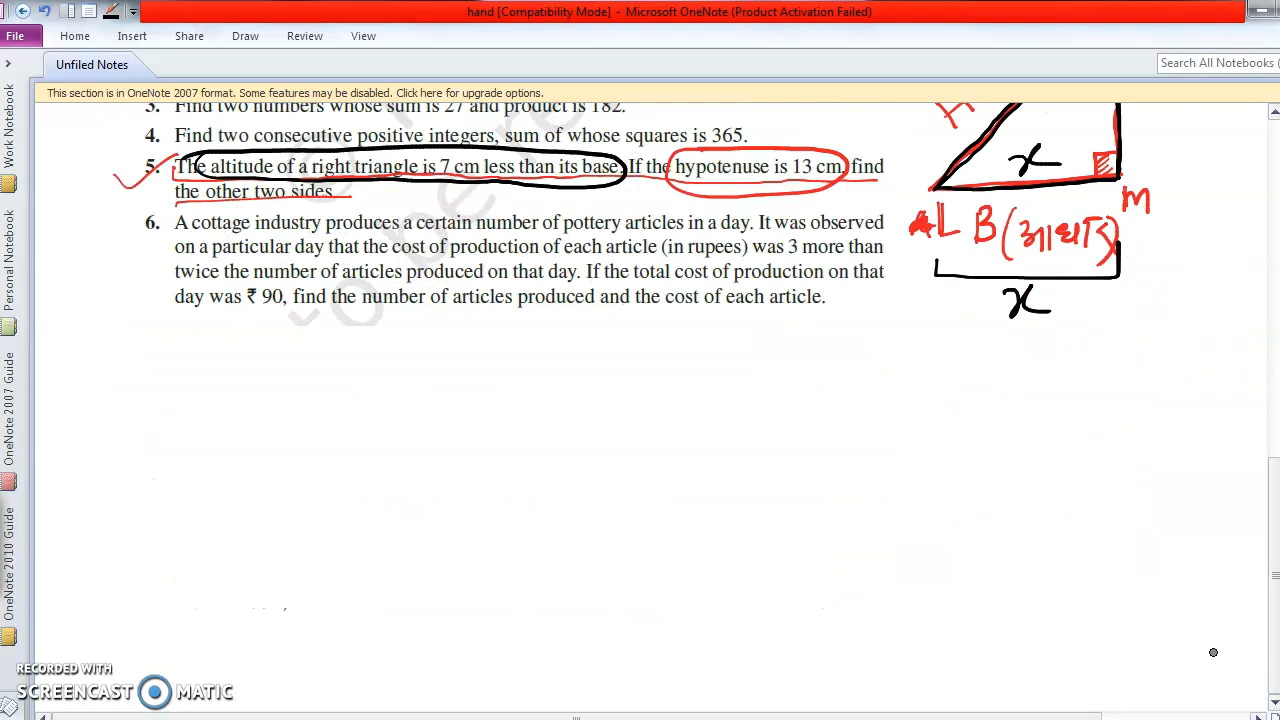 hand [Compatibility Mode] - Microsoft OneNote (Product Activation Failed)
File Home Insert Share Draw Review View
Unfiled Notes
Search All Notebooks (
This section is in OneNote 2007 format. Some features may be disabled. Click here for upgrade options.
Work Notebook
Personal Notebook
OneNote 2007 Guide
OneNote 2010 Guide
3. Find two numbers whose sum is 27 and product is 182.
4. Find two consecutive positive integers, sum of whose squares is 365.
5. The altitude of a right triangle is 7 cm less than its base. If the hypotenuse is 13 cm, find
the other two sides.
6. A cottage industry produces a certain number of pottery articles in a day. It was observed
on a particular day that the cost of production of each article (in rupees) was 3 more than
twice the number of articles produced on that day. If the total cost of production on that
day was ₹ 90, find the number of articles produced and the cost of each article.
H
x
M
L B (आधार)
x
RECORDED WITH
SCREENCAST MATIC